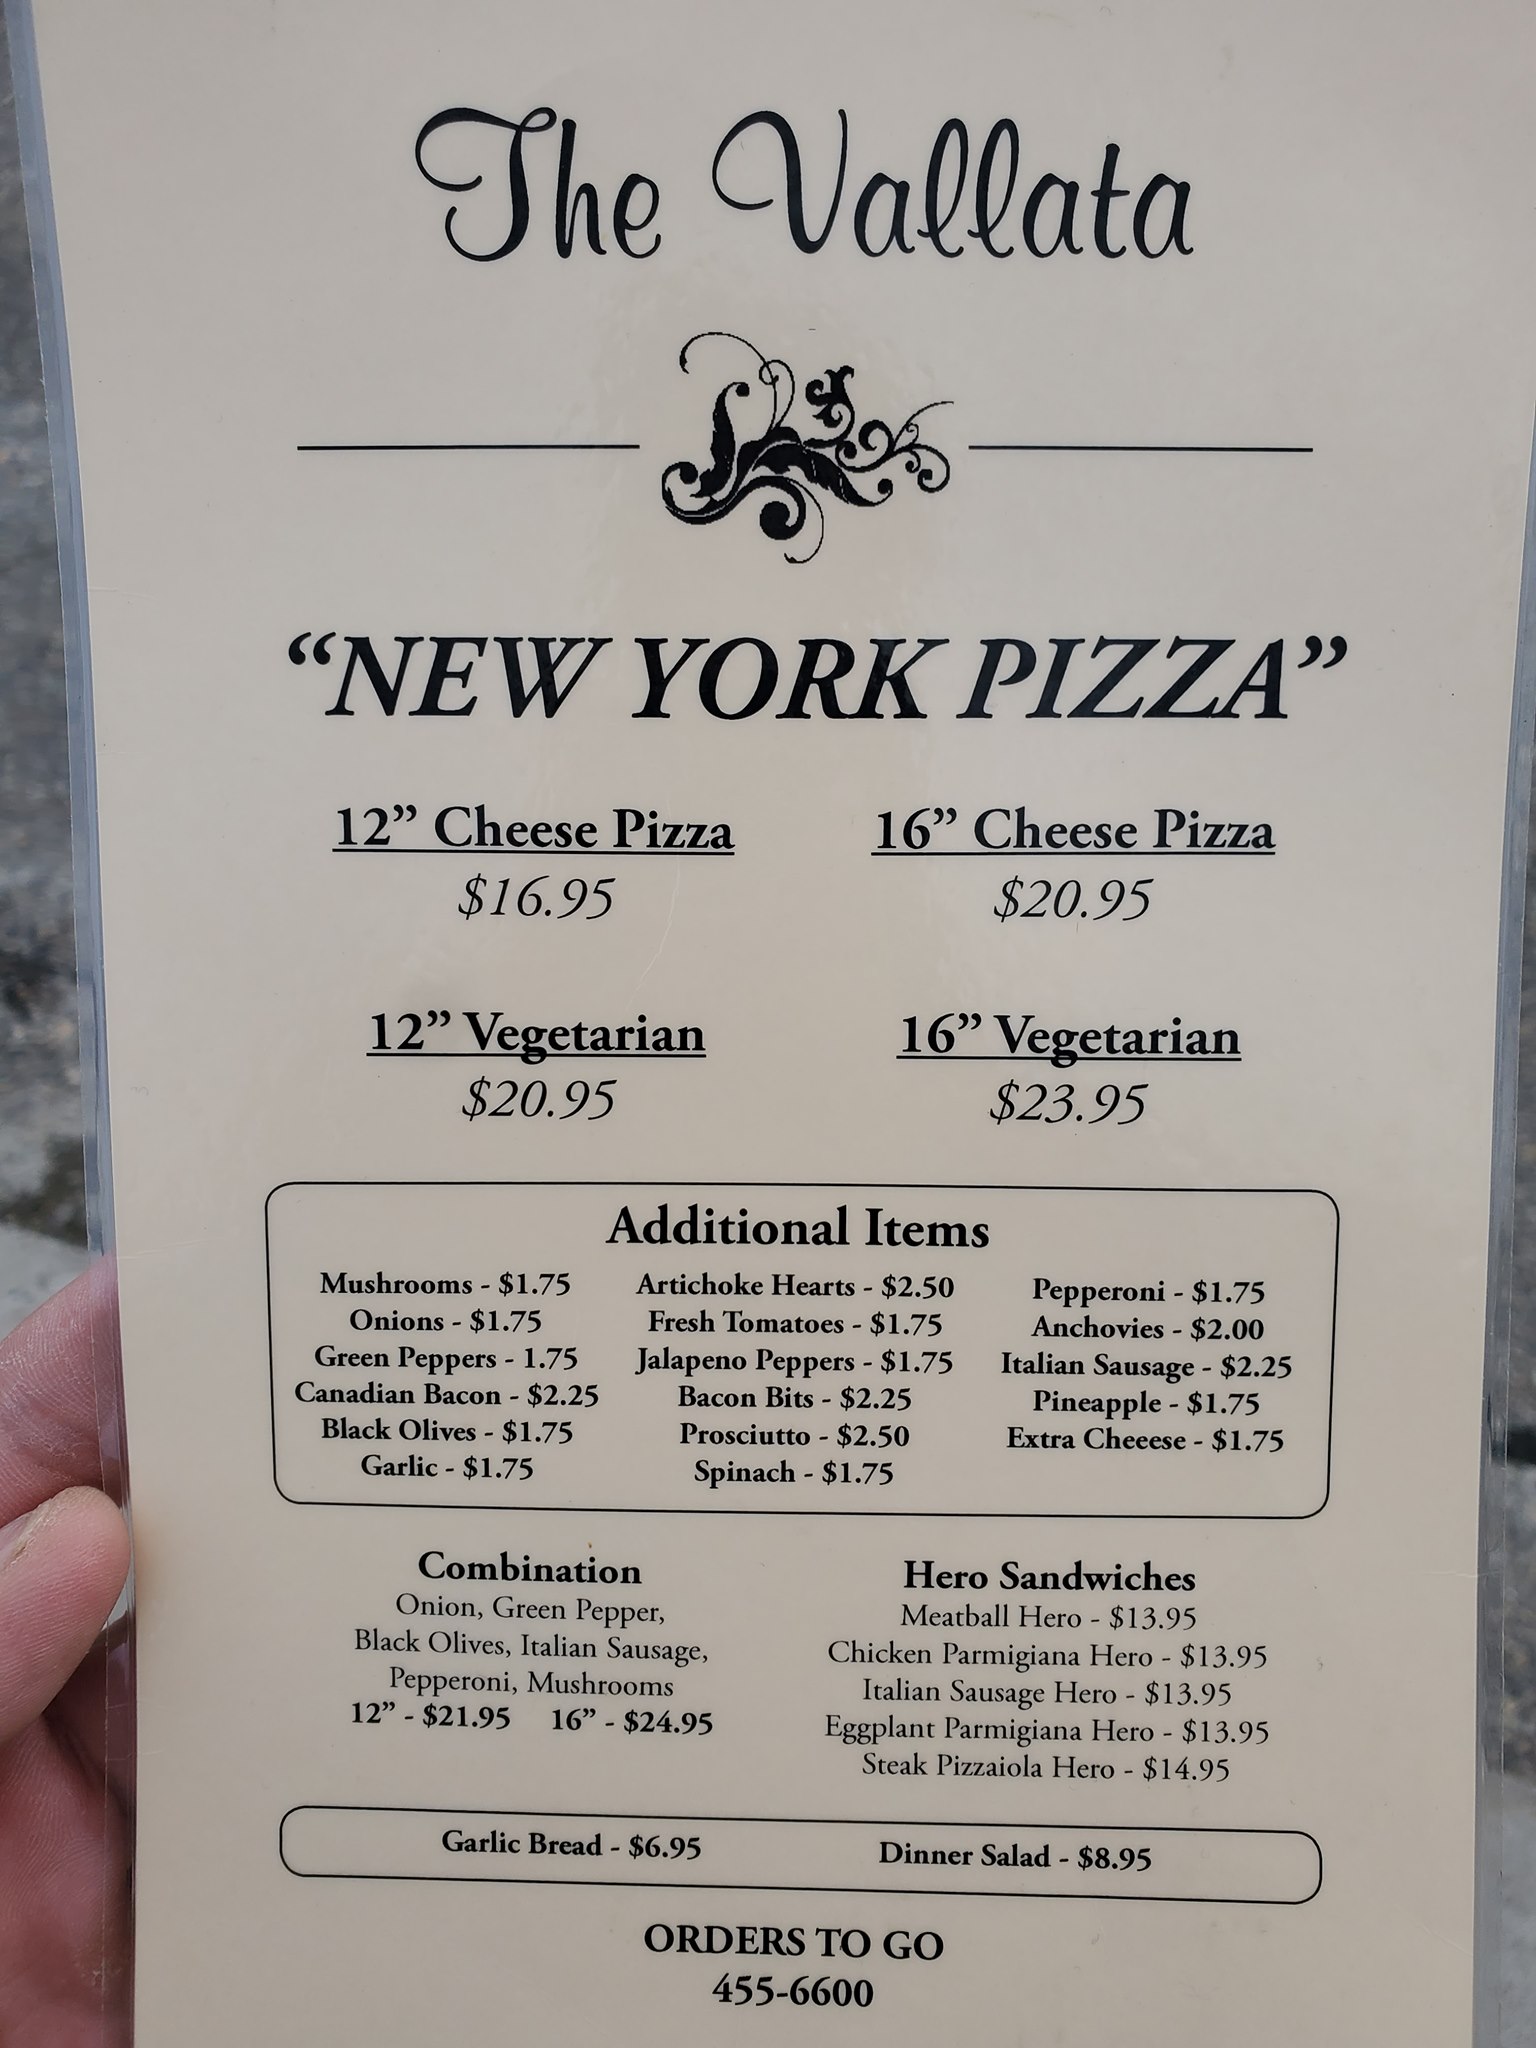 The Vallata
“NEW YORK PIZZA”
12” Cheese Pizza
$16.95
16” Cheese Pizza
$20.95
12” Vegetarian
$20.95
16” Vegetarian
$23.95
Additional Items
Mushrooms - $1.75
Onions - $1.75
Green Peppers - 1.75
Canadian Bacon - $2.25
Black Olives - $1.75
Garlic - $1.75
Artichoke Hearts - $2.50
Fresh Tomatoes - $1.75
Jalapeno Peppers - $1.75
Bacon Bits - $2.25
Prosciutto - $2.50
Spinach - $1.75
Pepperoni - $1.75
Anchovies - $2.00
Italian Sausage - $2.25
Pineapple - $1.75
Extra Cheeese - $1.75
Combination
Onion, Green Pepper,
Black Olives, Italian Sausage,
Pepperoni, Mushrooms
12” - $21.95 16” - $24.95
Hero Sandwiches
Meatball Hero - $13.95
Chicken Parmigiana Hero - $13.95
Italian Sausage Hero - $13.95
Eggplant Parmigiana Hero - $13.95
Steak Pizzaiola Hero - $14.95
Garlic Bread - $6.95
Dinner Salad - $8.95
ORDERS TO GO
455-6600